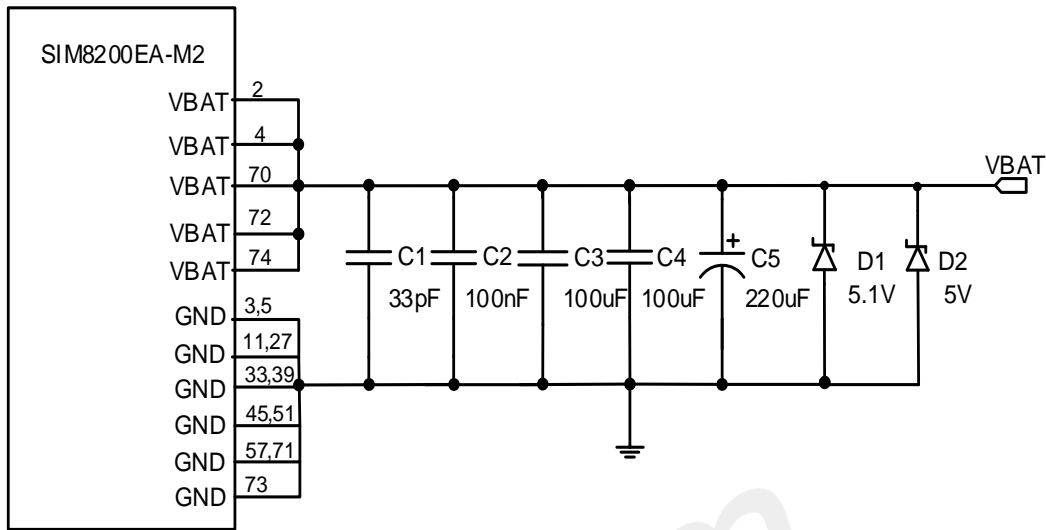 SIM8200EA-M2
VBAT 2
VBAT 4
VBAT 70
VBAT 72
VBAT 74
GND 3,5
GND 11,27
GND 33,39
GND 45,51
GND 57,71
GND 73
VBAT
C1
33pF
C2
100nF
C3
100uF
C4
100uF
+
C5
220uF
D1
5.1V
D2
5V